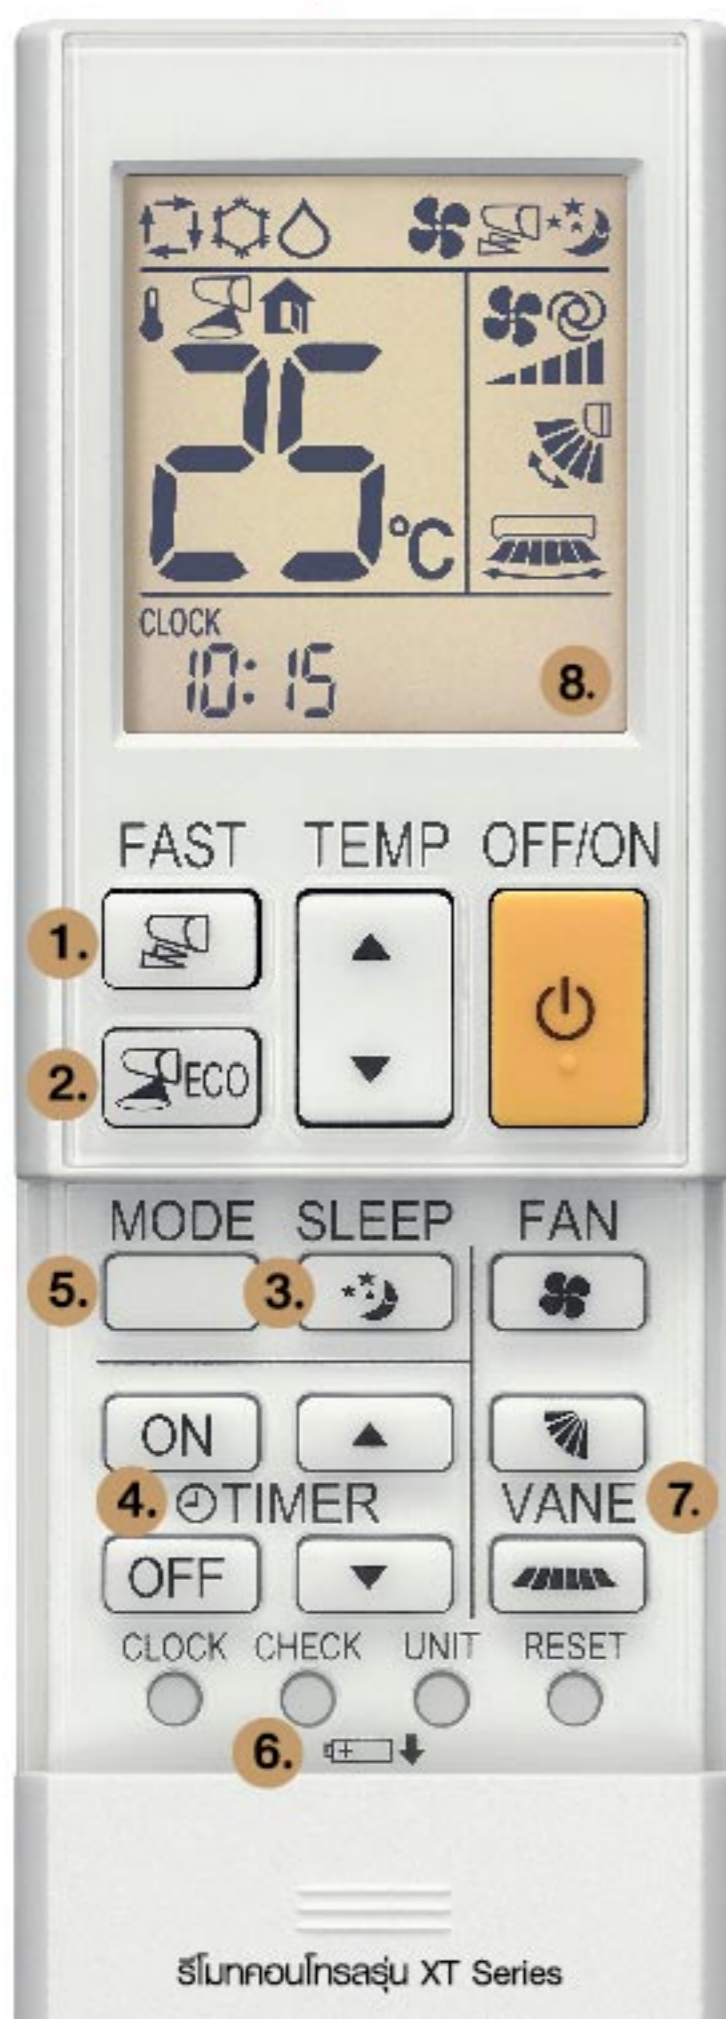 25°C
CLOCK
10:15
8.
FAST TEMP OFF/ON
1.
2. ECO
MODE SLEEP FAN
5. 3.
ON
4. TIMER VANE 7.
OFF
CLOCK CHECK UNIT RESET
6.
รีโมทคอนโทรลรุ่น XT Series